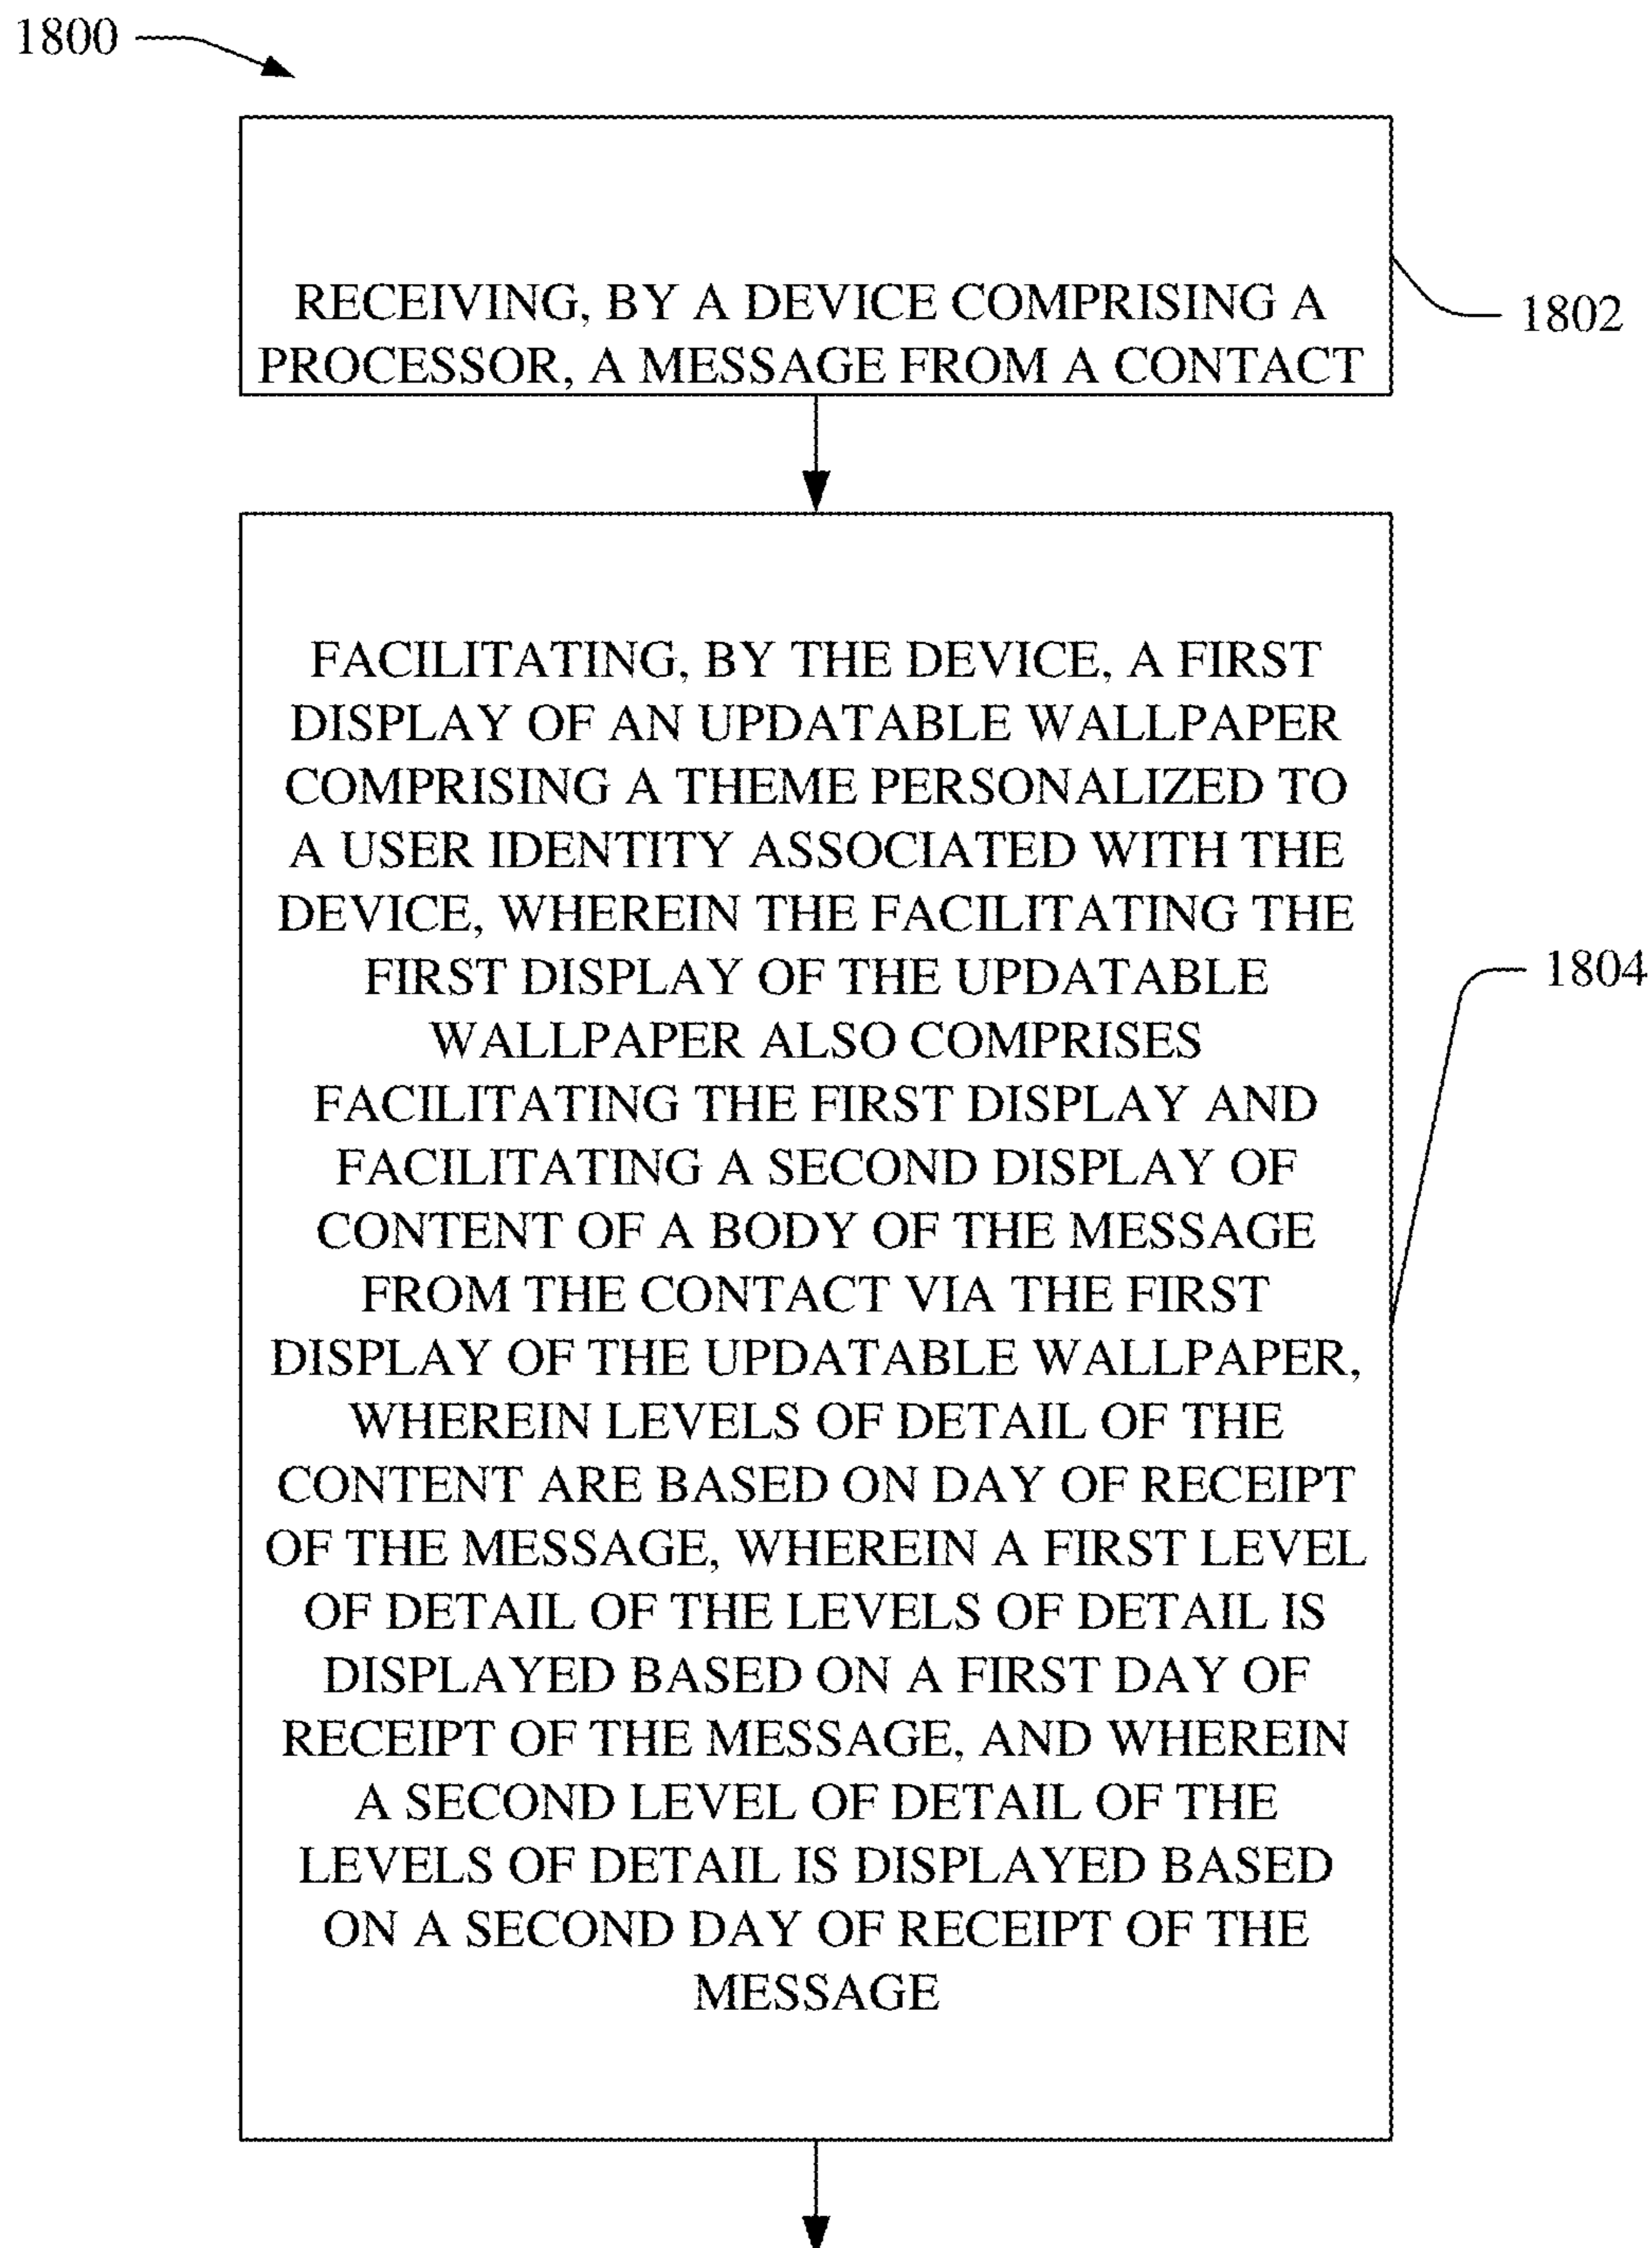 1800
RECEIVING, BY A DEVICE COMPRISING A
PROCESSOR, A MESSAGE FROM A CONTACT
1802
FACILITATING, BY THE DEVICE, A FIRST
DISPLAY OF AN UPDATABLE WALLPAPER
COMPRISING A THEME PERSONALIZED TO
A USER IDENTITY ASSOCIATED WITH THE
DEVICE, WHEREIN THE FACILITATING THE
FIRST DISPLAY OF THE UPDATABLE
WALLPAPER ALSO COMPRISES
FACILITATING THE FIRST DISPLAY AND
FACILITATING A SECOND DISPLAY OF
CONTENT OF A BODY OF THE MESSAGE
FROM THE CONTACT VIA THE FIRST
DISPLAY OF THE UPDATABLE WALLPAPER,
WHEREIN LEVELS OF DETAIL OF THE
CONTENT ARE BASED ON DAY OF RECEIPT
OF THE MESSAGE, WHEREIN A FIRST LEVEL
OF DETAIL OF THE LEVELS OF DETAIL IS
DISPLAYED BASED ON A FIRST DAY OF
RECEIPT OF THE MESSAGE, AND WHEREIN
A SECOND LEVEL OF DETAIL OF THE
LEVELS OF DETAIL IS DISPLAYED BASED
ON A SECOND DAY OF RECEIPT OF THE
MESSAGE
1804